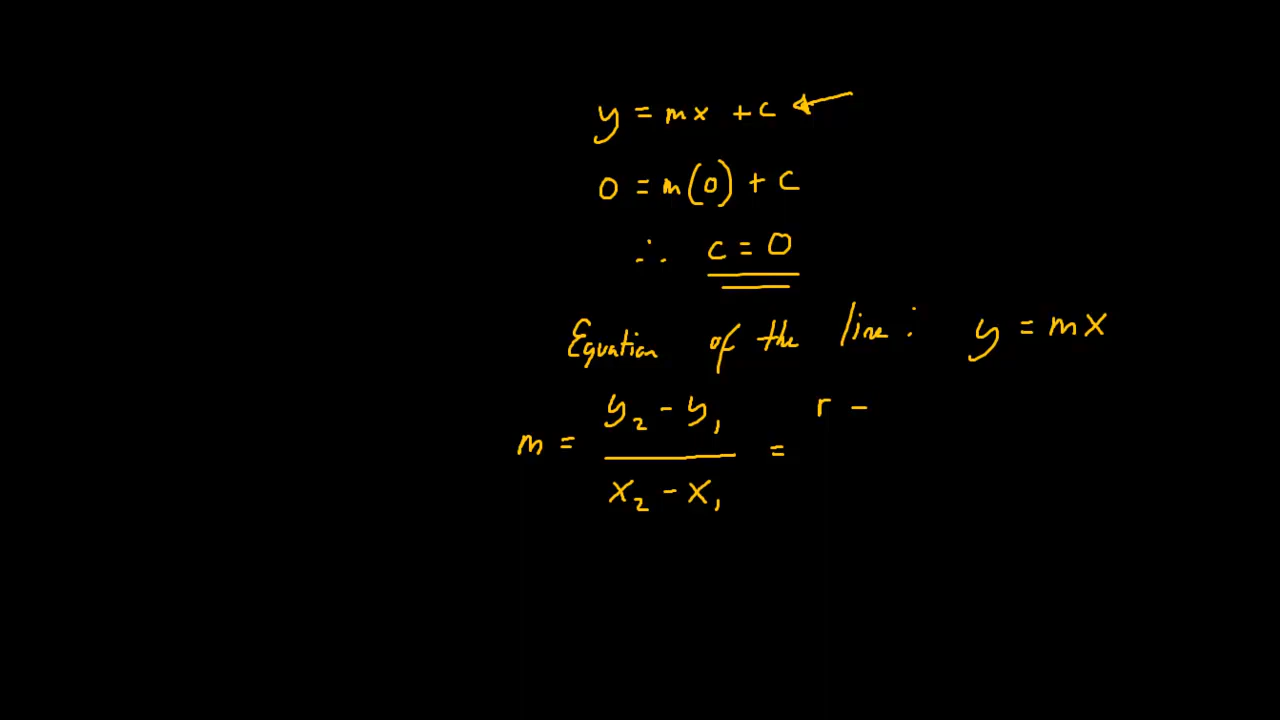 y = mx + c
0 = m(0) + c
∴ c = 0
Equation of the line: y = mx
m = y₂ - y₁ / x₂ - x₁ = r -